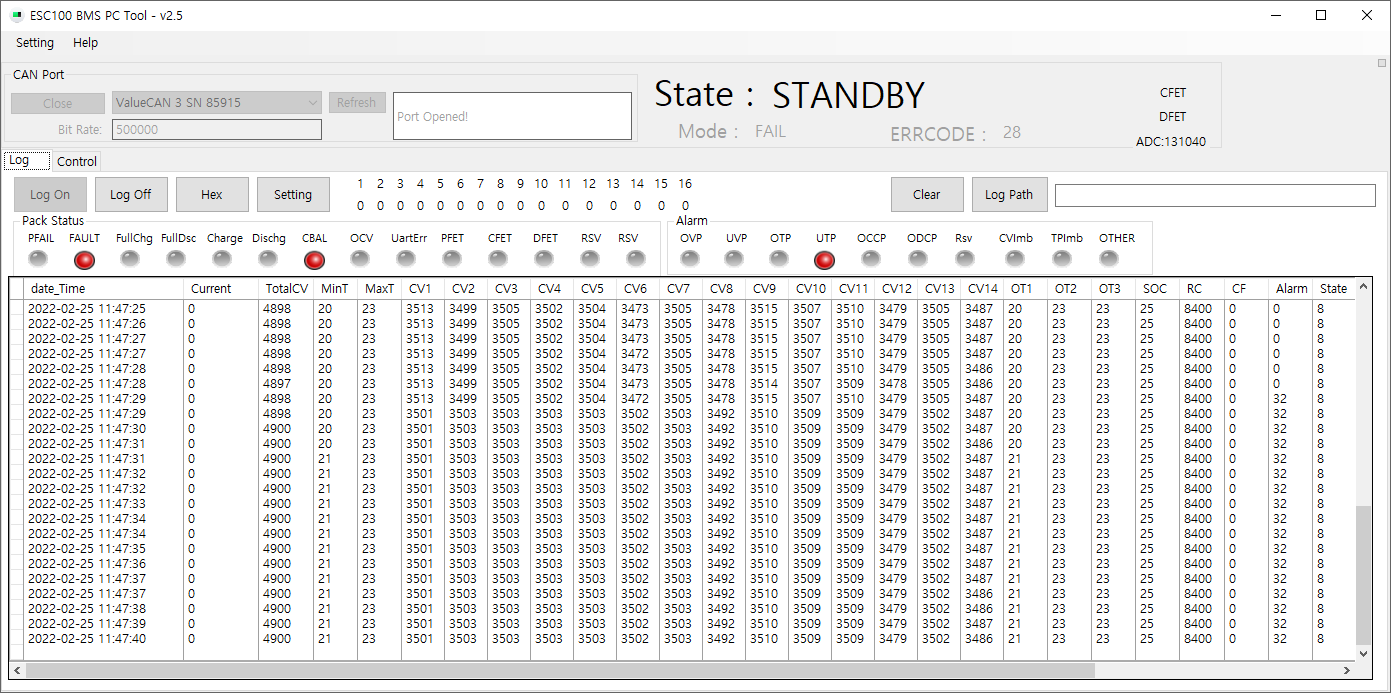 ESC100 BMS PC Tool - v2.5
Setting Help
CAN Port
Close ValueCAN 3 SN 85915 Refresh
Port Opened!
Bit Rate: 500000
State : STANDBY
Mode : FAIL ERRCODE : 28
CFET
DFET
ADC:131040
Log Control
Log On Log Off Hex Setting
1 2 3 4 5 6 7 8 9 10 11 12 13 14 15 16
0 0 0 0 0 0 0 0 0 0 0 0 0 0 0 0
Clear Log Path
Pack Status
PFAIL FAULT FullChg FullDsc Charge Dischg CBAL OCV UartErr PFET CFET DFET RSV RSV
Alarm
OVP UVP OTP UTP OCCP ODCP Rsv CVImb TPImb OTHER
date_Time Current TotalCV MinT MaxT CV1 CV2 CV3 CV4 CV5 CV6 CV7 CV8 CV9 CV10 CV11 CV12 CV13 CV14 OT1 OT2 OT3 SOC RC CF Alarm State
2022-02-25 11:47:25 0 4898 20 23 3513 3499 3505 3502 3504 3473 3505 3478 3515 3507 3510 3479 3505 3487 20 23 23 25 8400 0 0 8
2022-02-25 11:47:26 0 4898 20 23 3513 3499 3505 3502 3504 3473 3505 3478 3515 3507 3510 3479 3505 3487 20 23 23 25 8400 0 0 8
2022-02-25 11:47:27 0 4898 20 23 3513 3499 3505 3502 3504 3473 3505 3478 3515 3507 3510 3479 3505 3487 20 23 23 25 8400 0 0 8
2022-02-25 11:47:27 0 4898 20 23 3513 3499 3505 3502 3504 3472 3505 3478 3515 3507 3510 3479 3505 3487 20 23 23 25 8400 0 0 8
2022-02-25 11:47:28 0 4898 20 23 3513 3499 3505 3502 3504 3473 3505 3478 3515 3507 3510 3479 3505 3486 20 23 23 25 8400 0 0 8
2022-02-25 11:47:28 0 4897 20 23 3513 3499 3505 3502 3504 3473 3505 3478 3514 3507 3509 3478 3505 3486 20 23 23 25 8400 0 0 8
2022-02-25 11:47:29 0 4898 20 23 3513 3499 3505 3502 3504 3472 3505 3478 3515 3507 3510 3479 3505 3487 20 23 23 25 8400 0 32 8
2022-02-25 11:47:29 0 4898 20 23 3501 3503 3503 3503 3503 3502 3503 3492 3510 3509 3509 3479 3502 3487 20 23 23 25 8400 0 32 8
2022-02-25 11:47:30 0 4900 20 23 3501 3503 3503 3503 3503 3502 3503 3492 3510 3509 3509 3479 3502 3487 20 23 23 25 8400 0 32 8
2022-02-25 11:47:31 0 4900 20 23 3501 3503 3503 3503 3503 3502 3503 3492 3510 3509 3509 3479 3502 3486 20 23 23 25 8400 0 32 8
2022-02-25 11:47:31 0 4900 21 23 3501 3503 3503 3503 3503 3502 3503 3492 3510 3509 3509 3479 3502 3487 21 23 23 25 8400 0 32 8
2022-02-25 11:47:32 0 4900 21 23 3501 3503 3503 3503 3503 3502 3503 3492 3510 3509 3509 3479 3502 3487 21 23 23 25 8400 0 32 8
2022-02-25 11:47:32 0 4900 21 23 3501 3503 3503 3503 3503 3502 3503 3492 3510 3509 3509 3479 3502 3487 21 23 23 25 8400 0 32 8
2022-02-25 11:47:33 0 4900 21 23 3501 3503 3503 3503 3503 3502 3503 3492 3510 3509 3509 3479 3502 3487 21 23 23 25 8400 0 32 8
2022-02-25 11:47:34 0 4900 21 23 3501 3503 3503 3503 3503 3502 3503 3492 3510 3509 3509 3479 3502 3487 21 23 23 25 8400 0 32 8
2022-02-25 11:47:34 0 4900 21 23 3501 3503 3503 3503 3503 3502 3503 3492 3510 3509 3509 3479 3502 3487 21 23 23 25 8400 0 32 8
2022-02-25 11:47:35 0 4900 21 23 3501 3503 3503 3503 3503 3502 3503 3492 3510 3509 3509 3479 3502 3487 21 23 23 25 8400 0 32 8
2022-02-25 11:47:36 0 4900 21 23 3501 3503 3503 3503 3503 3502 3503 3492 3510 3509 3509 3479 3502 3487 21 23 23 25 8400 0 32 8
2022-02-25 11:47:37 0 4900 21 23 3501 3503 3503 3503 3503 3502 3503 3492 3510 3509 3509 3479 3502 3487 21 23 23 25 8400 0 32 8
2022-02-25 11:47:37 0 4900 21 23 3501 3503 3503 3503 3503 3502 3503 3492 3510 3509 3509 3479 3502 3486 21 23 23 25 8400 0 32 8
2022-02-25 11:47:38 0 4900 21 23 3501 3503 3503 3503 3503 3502 3503 3492 3510 3509 3509 3479 3502 3486 21 23 23 25 8400 0 32 8
2022-02-25 11:47:39 0 4900 21 23 3501 3503 3503 3503 3503 3502 3503 3492 3510 3509 3509 3479 3502 3487 21 23 23 25 8400 0 32 8
2022-02-25 11:47:40 0 4900 21 23 3501 3503 3503 3503 3503 3502 3503 3492 3510 3509 3509 3479 3502 3486 21 23 23 25 8400 0 32 8